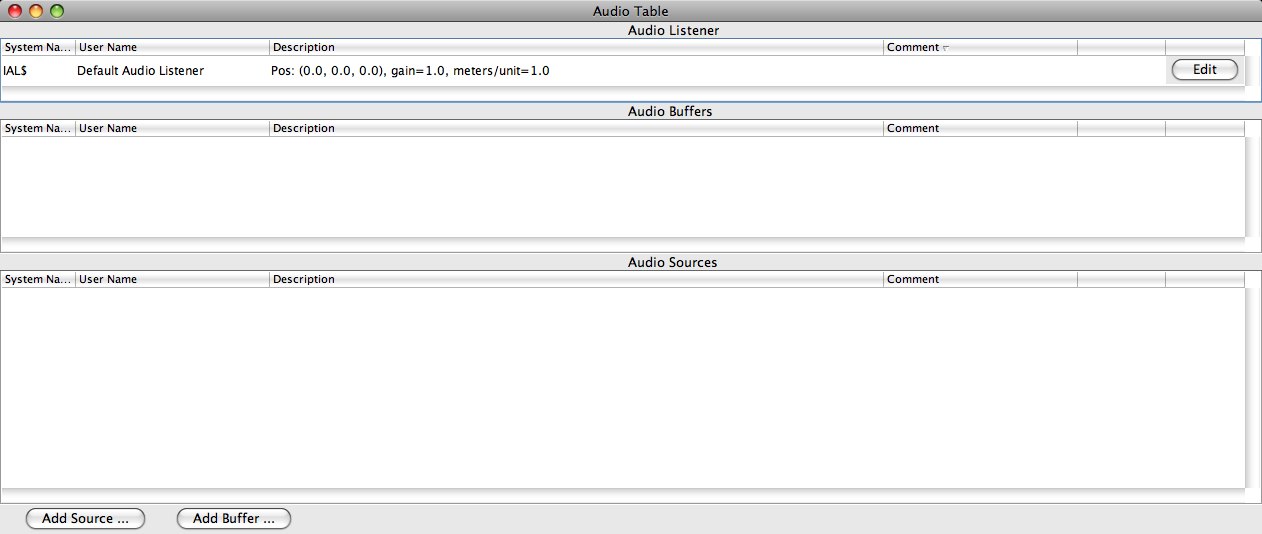 Audio Table
Audio Listener
System Na... User Name Description Comment
IAL$ Default Audio Listener Pos: (0.0, 0.0, 0.0), gain=1.0, meters/unit=1.0 Edit
Audio Buffers
System Na... User Name Description Comment
Audio Sources
System Na... User Name Description Comment
Add Source ... Add Buffer ...